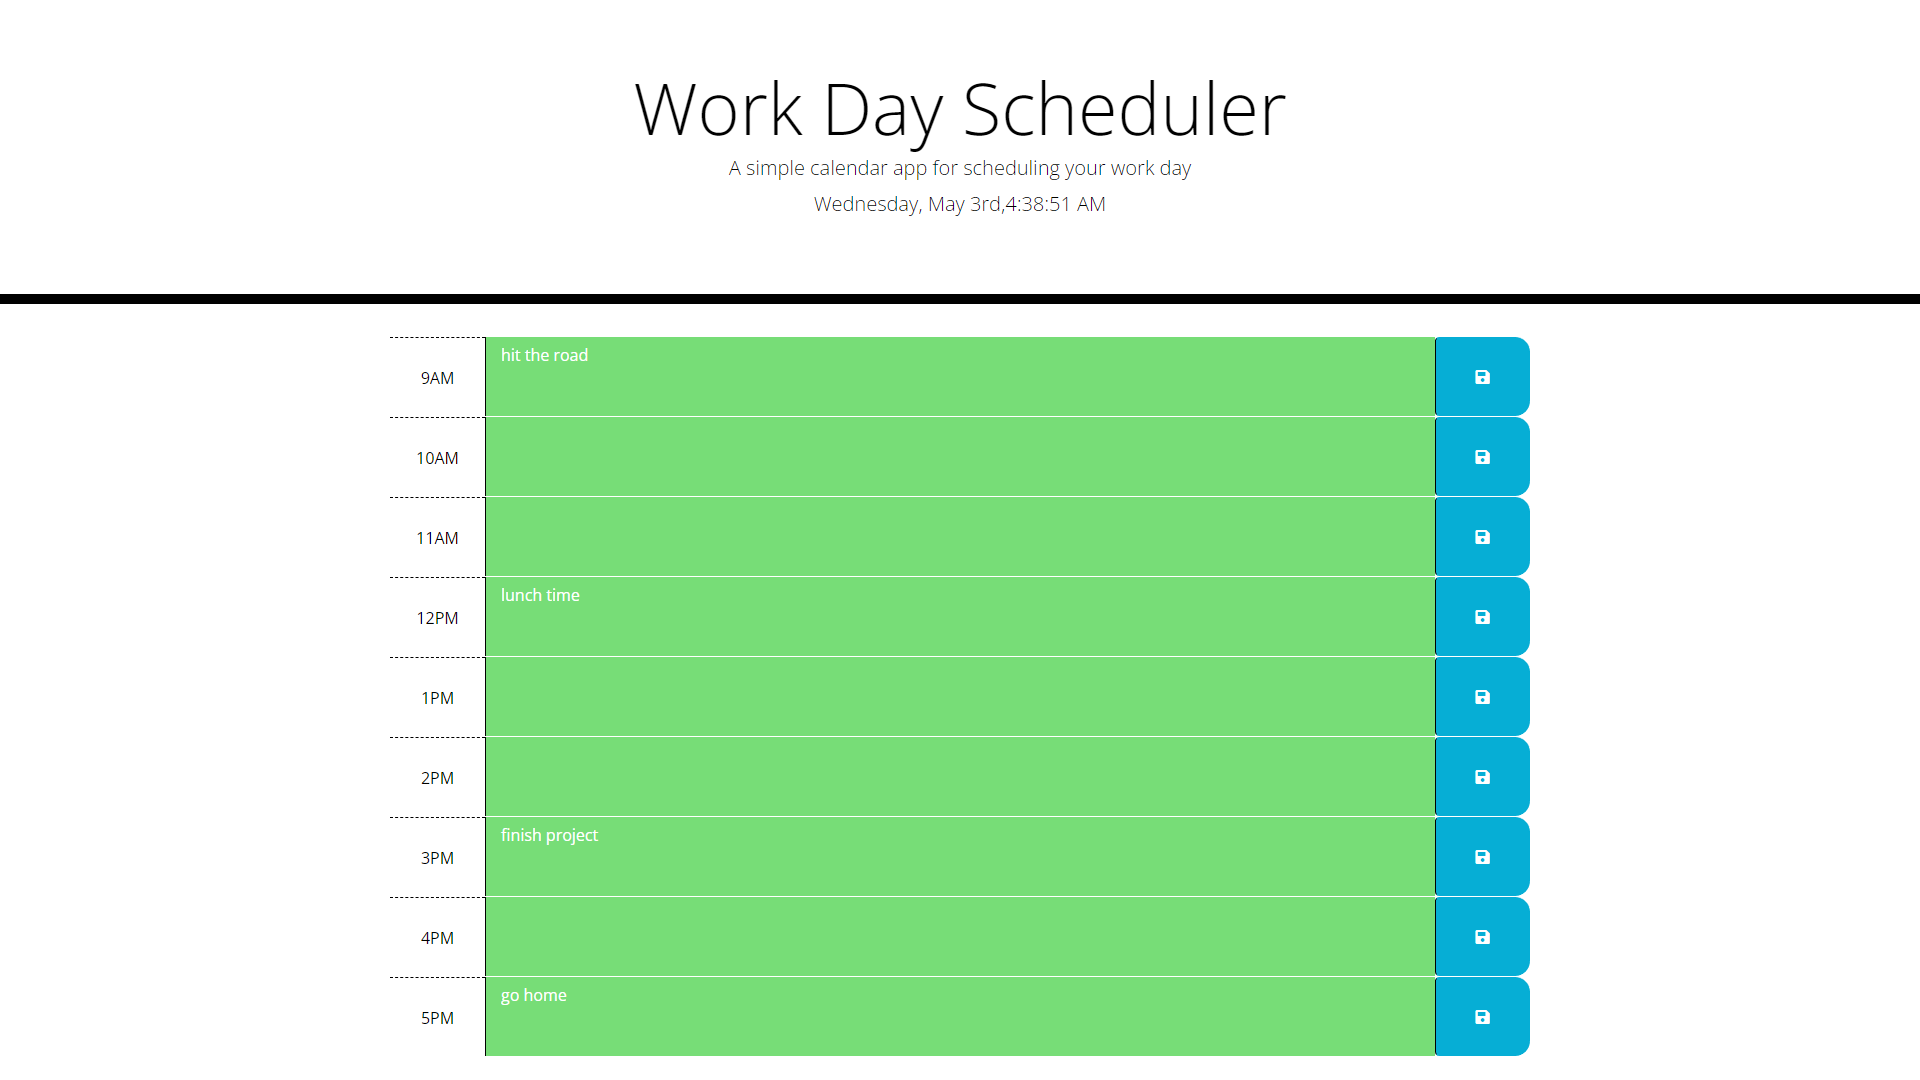 Work Day Scheduler
A simple calendar app for scheduling your work day
Wednesday, May 3rd,4:38:51 AM
9AM
hit the road
10AM
11AM
12PM
lunch time
1PM
2PM
3PM
finish project
4PM
5PM
go home